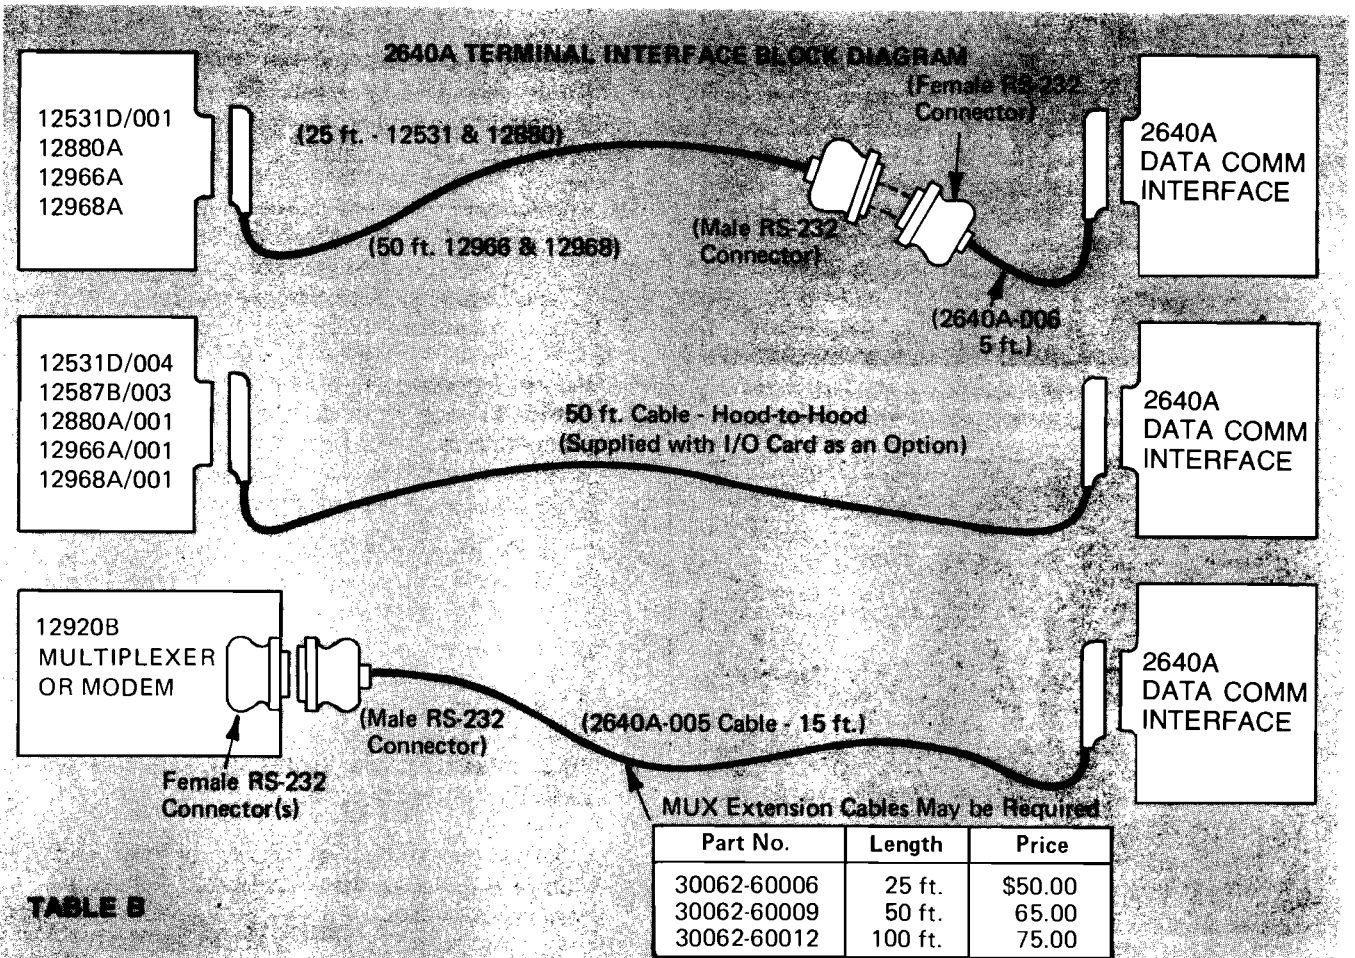 2640A TERMINAL INTERFACE BLOCK DIAGRAM
12531D/001
12880A
12966A
12968A
(25 ft. - 12531 & 12880)
(50 ft. 12966 & 12968)
(Female RS-232
Connector)
(Male RS-232
Connector)
(2640A-006
5 ft.)
2640A
DATA COMM
INTERFACE
12531D/004
12587B/003
12880A/001
12966A/001
12968A/001
50 ft. Cable - Hood-to-Hood
(Supplied with I/O Card as an Option)
2640A
DATA COMM
INTERFACE
12920B
MULTIPLEXER
OR MODEM
Female RS-232
Connector(s)
(Male RS-232
Connector)
(2640A-005 Cable - 15 ft.)
2640A
DATA COMM
INTERFACE
MUX Extension Cables May be Required
Part No. Length Price
30062-60006 25 ft. $50.00
30062-60009 50 ft. 65.00
30062-60012 100 ft. 75.00
TABLE B